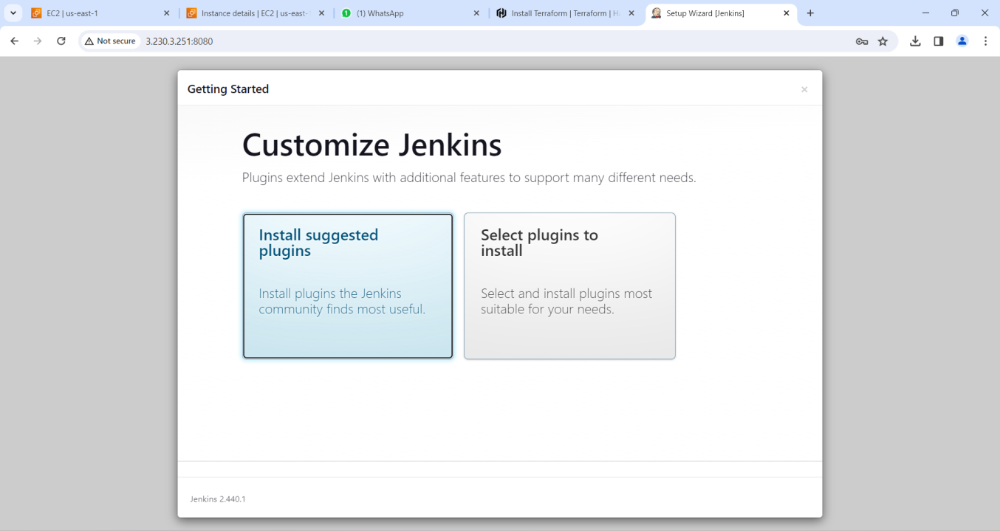 EC2 | us-east-1
Instance details | EC2 | us-east-
(1) WhatsApp
Install Terraform | Terraform | H
Setup Wizard [Jenkins]
Not secure
3.230.3.251:8080
Getting Started
Customize Jenkins
Plugins extend Jenkins with additional features to support many different needs.
Install suggested
plugins
Install plugins the Jenkins
community finds most useful.
Select plugins to
install
Select and install plugins most
suitable for your needs.
Jenkins 2.440.1